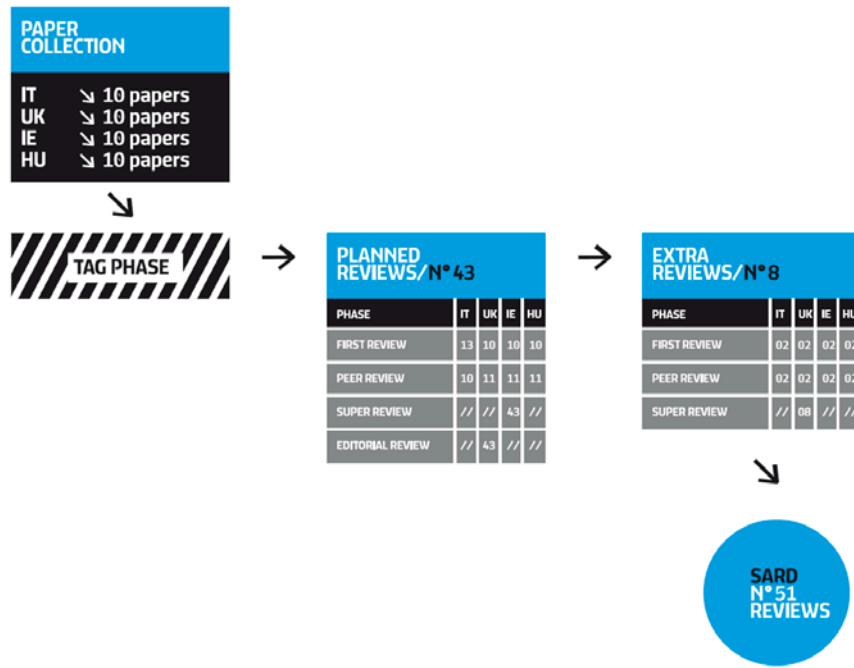 PAPER
COLLECTION
IT ↘ 10 papers
UK ↘ 10 papers
IE ↘ 10 papers
HU ↘ 10 papers
TAG PHASE
PLANNED
REVIEWS/N°43
PHASE IT UK IE HU
FIRST REVIEW 13 10 10 10
PEER REVIEW 10 11 11 11
SUPER REVIEW // // 43 //
EDITORIAL REVIEW // 43 // //
EXTRA
REVIEWS/N°8
PHASE IT UK IE HU
FIRST REVIEW 02 02 02 02
PEER REVIEW 02 02 02 02
SUPER REVIEW // 08 // //
SARD
N°51
REVIEWS